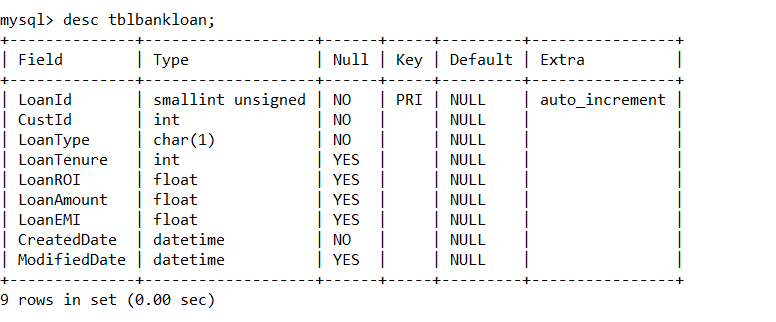 mysql> desc tblbankloan;
+--------------+-------------------+------+-----+---------+----------------+
| Field        | Type              | Null | Key | Default | Extra          |
+--------------+-------------------+------+-----+---------+----------------+
| LoanId       | smallint unsigned | NO   | PRI | NULL    | auto_increment |
| CustId       | int               | NO   |     | NULL    |                |
| LoanType     | char(1)           | NO   |     | NULL    |                |
| LoanTenure   | int               | YES  |     | NULL    |                |
| LoanROI      | float             | YES  |     | NULL    |                |
| LoanAmount   | float             | YES  |     | NULL    |                |
| LoanEMI      | float             | YES  |     | NULL    |                |
| CreatedDate  | datetime          | NO   |     | NULL    |                |
| ModifiedDate | datetime          | YES  |     | NULL    |                |
+--------------+-------------------+------+-----+---------+----------------+
9 rows in set (0.00 sec)